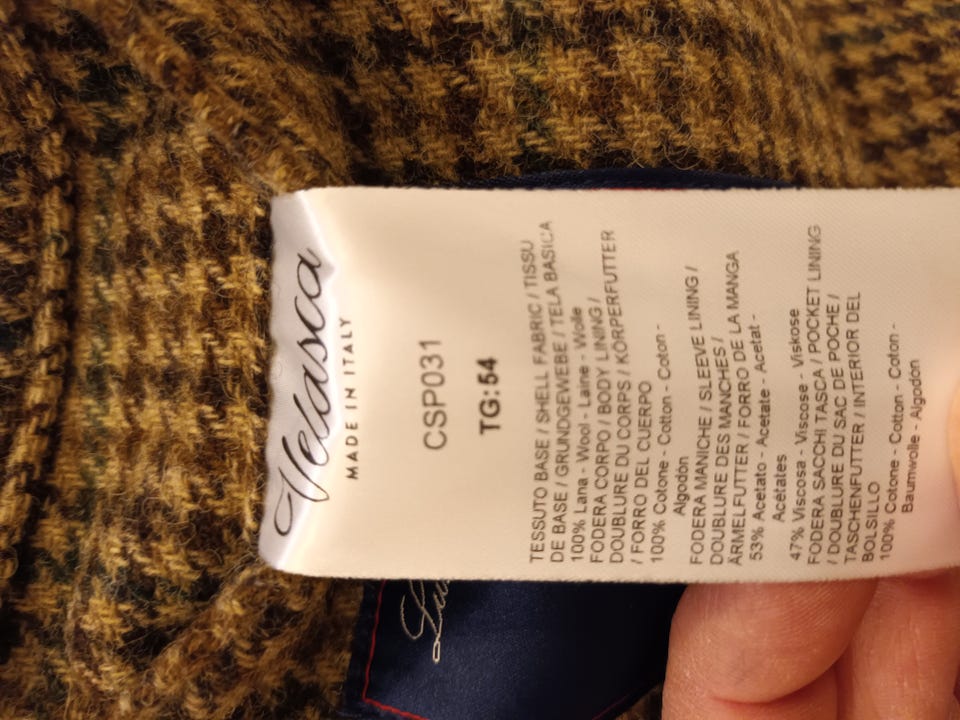 Velasca
MADE IN ITALY
CSP031
TG:54
TESSUTO BASE / SHELL FABRIC / TISSU
DE BASE / GRUNDGEWEBE / TELA BASICA
100% Lana - Wool - Laine - Wolle
FODERA CORPO / BODY LINING /
DOUBLURE DU CORPS / KÖRPERFUTTER
/ FORRO DEL CUERPO
100% Cotone - Cotton - Coton -
Algodòn
FODERA MANICHE / SLEEVE LINING /
DOUBLURE DES MANCHES /
ÄRMELFUTTER / FORRO DE LA MANGA
53% Acetato - Acetate - Acetat -
Acétates
47% Viscosa - Viscose - Viskose
FODERA SACCHI TASCA / POCKET LINING
/ DOUBLURE DU SAC DE POCHE /
TASCHENFUTTER / INTERIOR DEL
BOLSILLO
100% Cotone - Cotton - Coton -
Baumwolle - Algodon